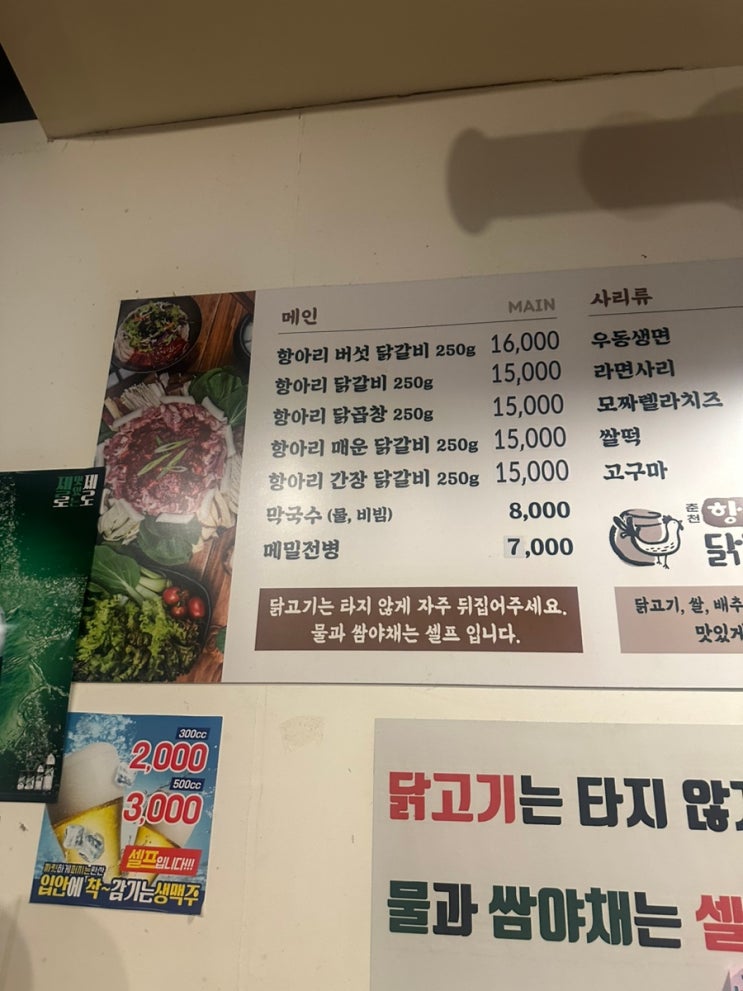 메인 MAIN
항아리 버섯 닭갈비 250g 16,000
항아리 닭갈비 250g 15,000
항아리 닭곱창 250g 15,000
항아리 매운 닭갈비 250g 15,000
항아리 간장 닭갈비 250g 15,000
막국수 (물, 비빔) 8,000
메밀전병 7,000
닭고기는 타지 않게 자주 뒤집어주세요.
물과 쌈야채는 셀프 입니다.
사리류
우동생면
라면사리
모짜렐라치즈
쌀떡
고구마
춘천 항
닭
닭고기, 쌀, 배추
맛있게
제로
300cc
2,000
500cc
3,000
셀프입니다!!!
입안에 착~감기는생맥주
닭고기는 타지 않
물과 쌈야채는 셀